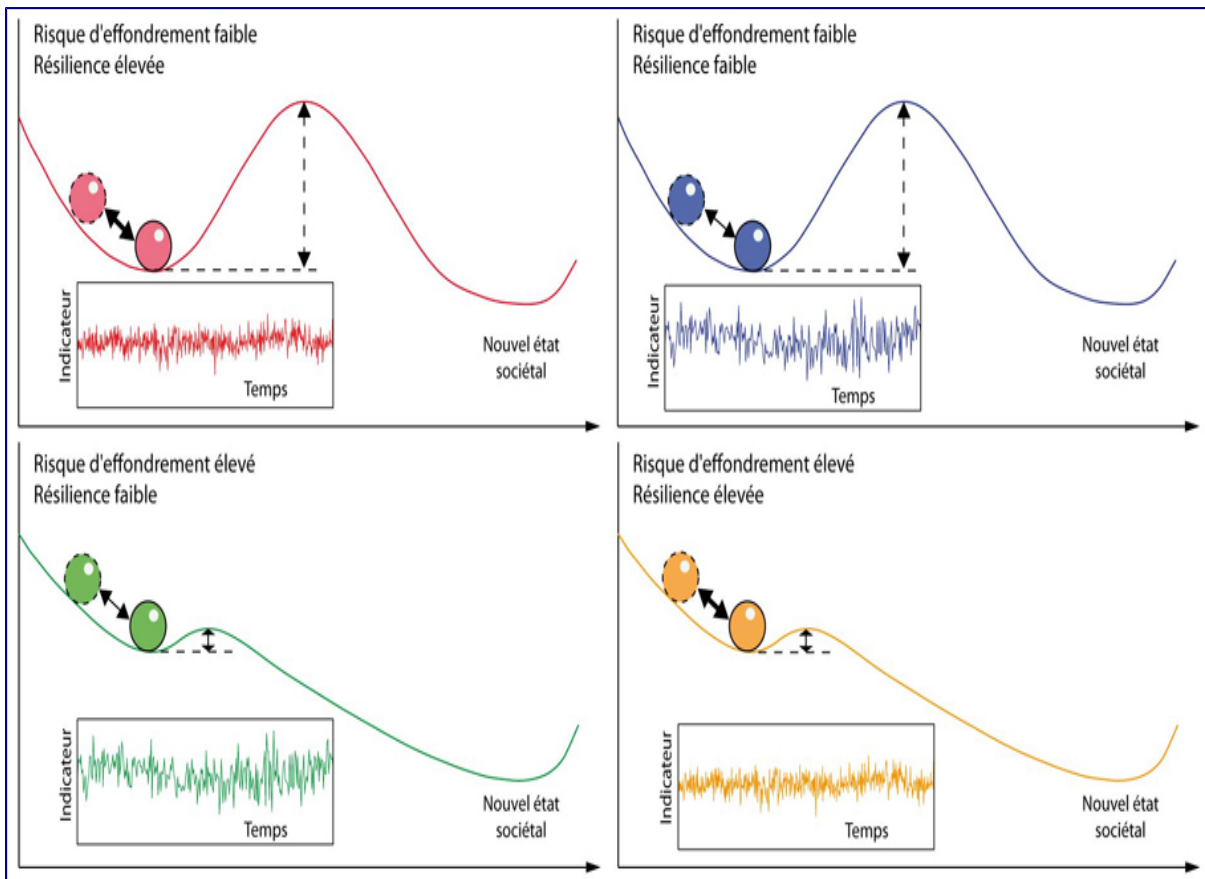 Risque d'effondrement faible
Résilience élevée
Indicateur
Temps
Nouvel état
sociétal
Risque d'effondrement faible
Résilience faible
Indicateur
Temps
Nouvel état
sociétal
Risque d'effondrement élevé
Résilience faible
Indicateur
Temps
Nouvel état
sociétal
Risque d'effondrement élevé
Résilience élevée
Indicateur
Temps
Nouvel état
sociétal